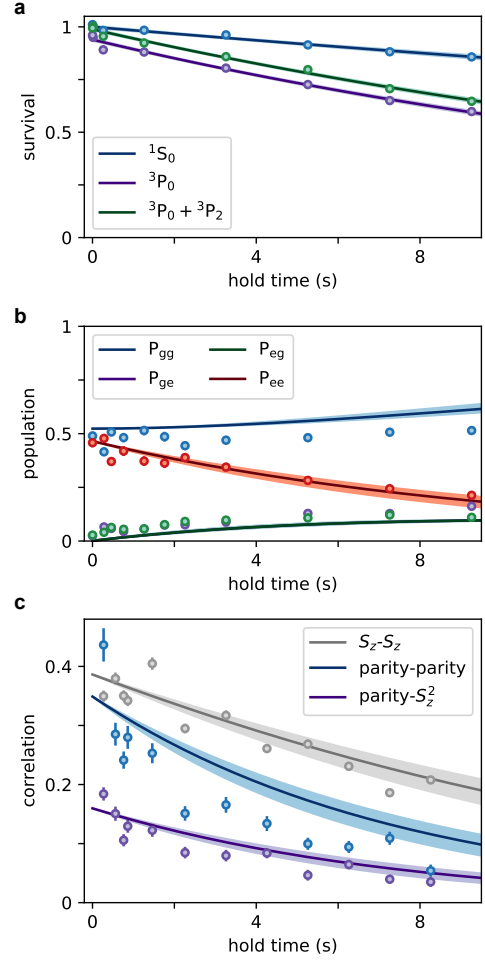 a
1
0.5
0
survival
¹S₀
³P₀
³P₀ + ³P₂
0 4 8
hold time (s)
b
1
0.5
0
population
P_gg P_eg
P_ge P_ee
0 4 8
hold time (s)
c
0.4
0.2
0
correlation
S_z-S_z
parity-parity
parity-S_z²
0 4 8
hold time (s)